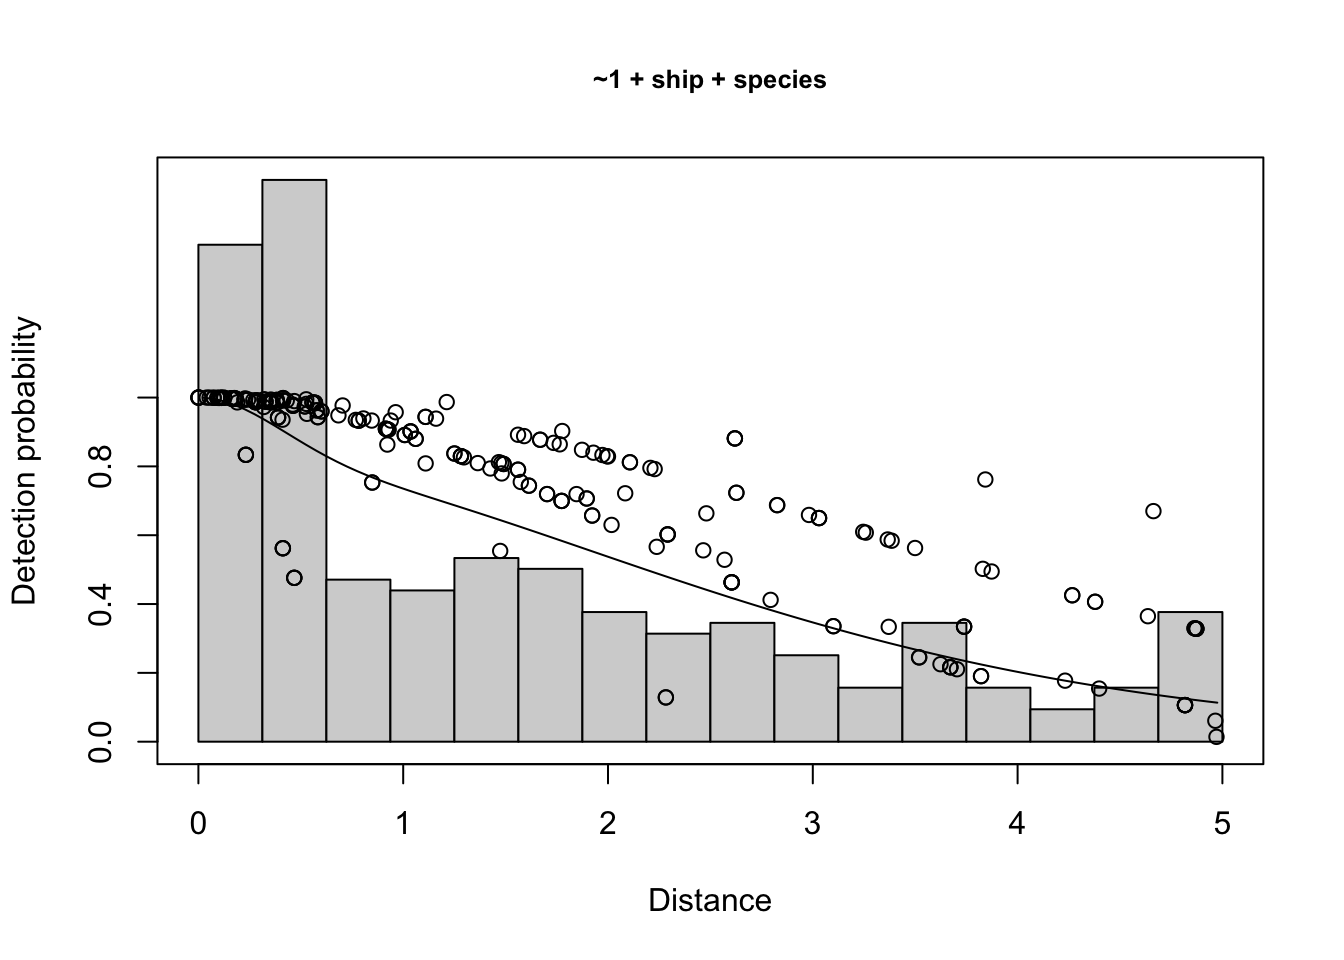 ~1 + ship + species
Detection probability
0.8
0.4
0.0
0 1 2 3 4 5
Distance